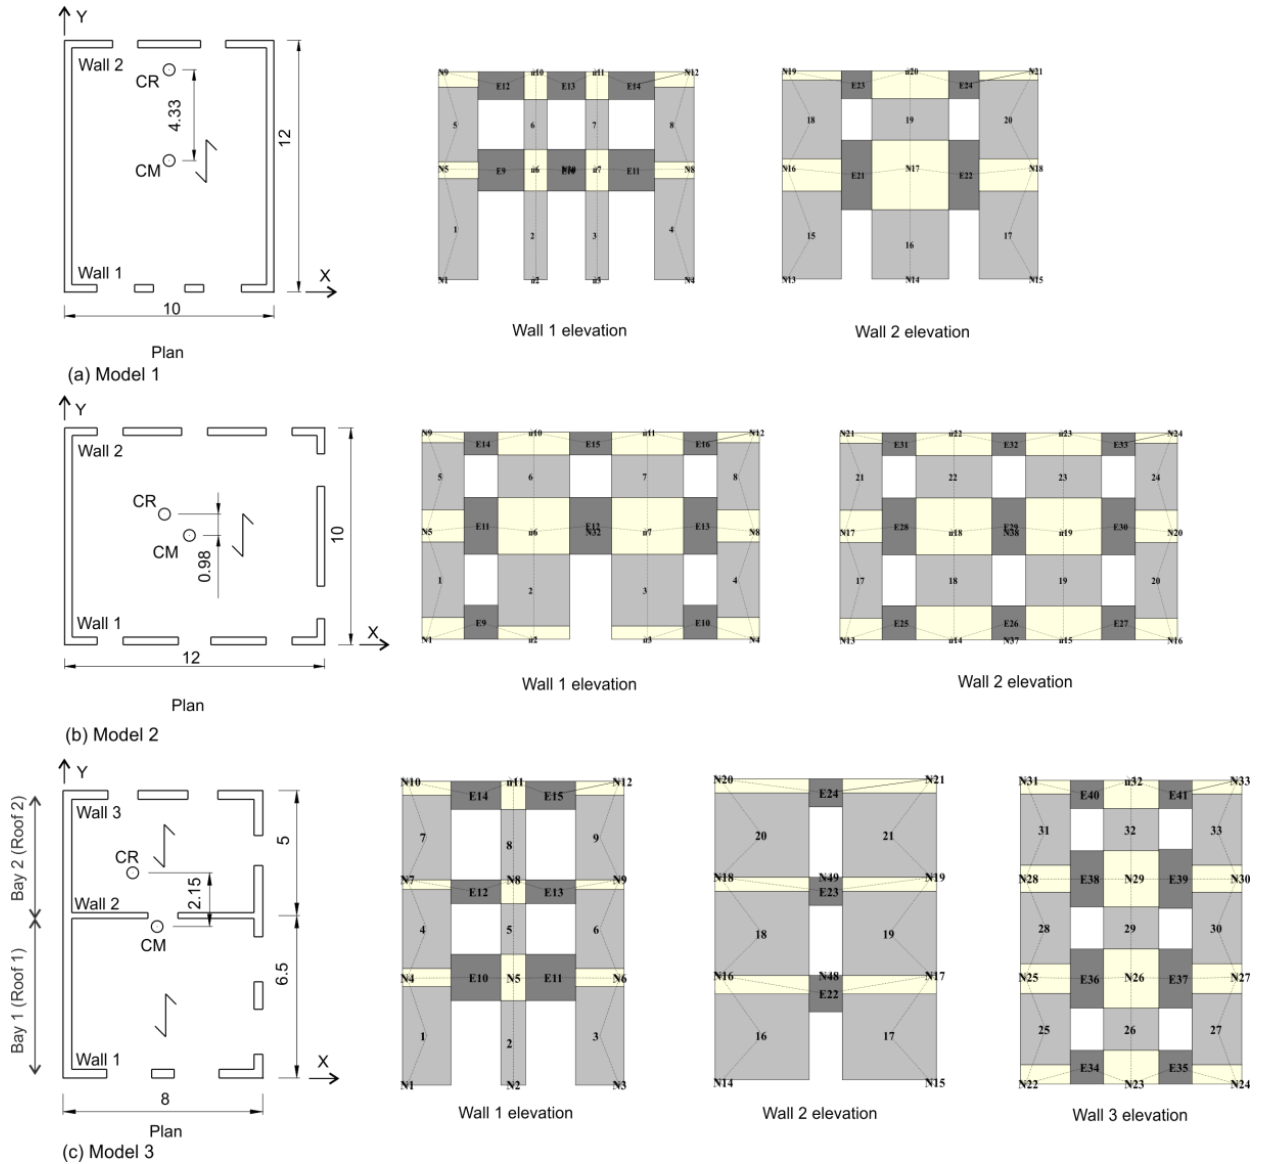 Y
Wall 2
CR
4.33
CM
12
Wall 1
X
10
Plan
(a) Model 1
N9 E12 n10 E13 n11 E14 N12
5 6 7 8
N5 E9 n6 n7 E11 N8
1 2 3 4
N1 n2 n3 N4
Wall 1 elevation
N19 E23 n20 E24 N21
18 19 20
N16 E21 N17 E22 N18
15 16 17
N13 N14 N15
Wall 2 elevation
Y
Wall 2
CR
CM
0.98
10
Wall 1
X
12
Plan
(b) Model 2
N9 E14 n10 E15 n11 E16 N12
5 6 7 8
N5 E11 n6 E12 n7 E13 N8
N32
1 2 3 4
E9 E10
N1 n2 n3 N4
Wall 1 elevation
N21 E31 n22 E32 n23 E33 N24
21 22 23 24
N17 E28 n18 E29 n19 E30 N20
N38
17 18 19 20
E25 E26 E27
N13 n14 N37 n15 N16
Wall 2 elevation
Y
Wall 3
CR
2.15
Wall 2
CM
5
6.5
Bay 2 (Roof 2)
Bay 1 (Roof 1)
Wall 1
X
8
Plan
(c) Model 3
N10 E14 n11 E15 N12
7 8 9
N7 E12 N8 E13 N9
4 5 6
N4 E10 N5 E11 N6
1 2 3
N1 N2 N3
Wall 1 elevation
N20 E24 N21
20 21
N18 N49 N19
E23
18 19
N16 N48 N17
E22
16 17
N14 N15
Wall 2 elevation
N31 E40 n32 E41 N33
31 32 33
N28 E38 N29 E39 N30
28 29 30
N25 E36 N26 E37 N27
25 26 27
E34 E35
N22 N23 N24
Wall 3 elevation